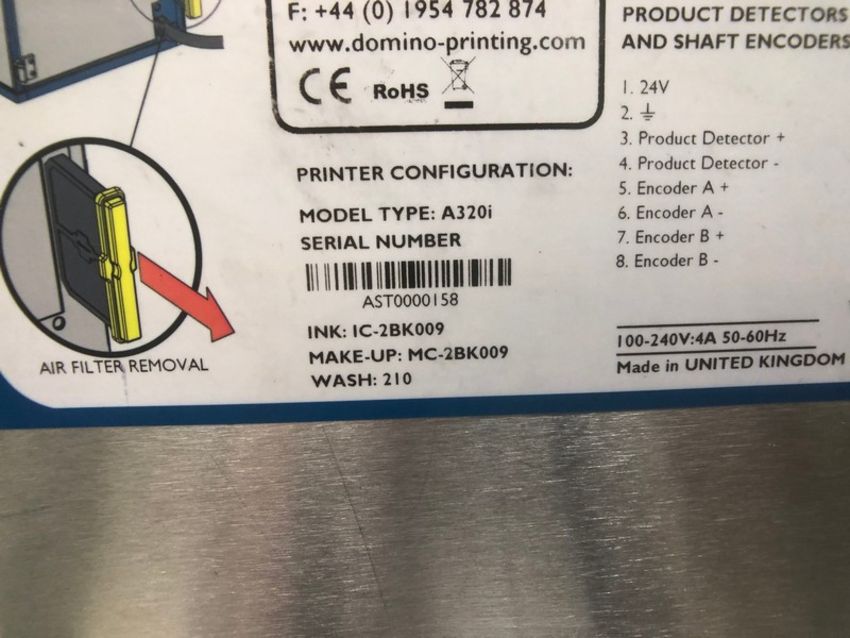 F: +44 (0) 1954 782 874
www.domino-printing.com
CE RoHS
PRODUCT DETECTORS
AND SHAFT ENCODERS
1. 24V
2. ⏚
3. Product Detector +
4. Product Detector -
5. Encoder A +
6. Encoder A -
7. Encoder B +
8. Encoder B -
PRINTER CONFIGURATION:
MODEL TYPE: A320i
SERIAL NUMBER
AST0000158
INK: IC-2BK009
MAKE-UP: MC-2BK009
WASH: 210
AIR FILTER REMOVAL
100-240V:4A 50-60Hz
Made in UNITED KINGDOM